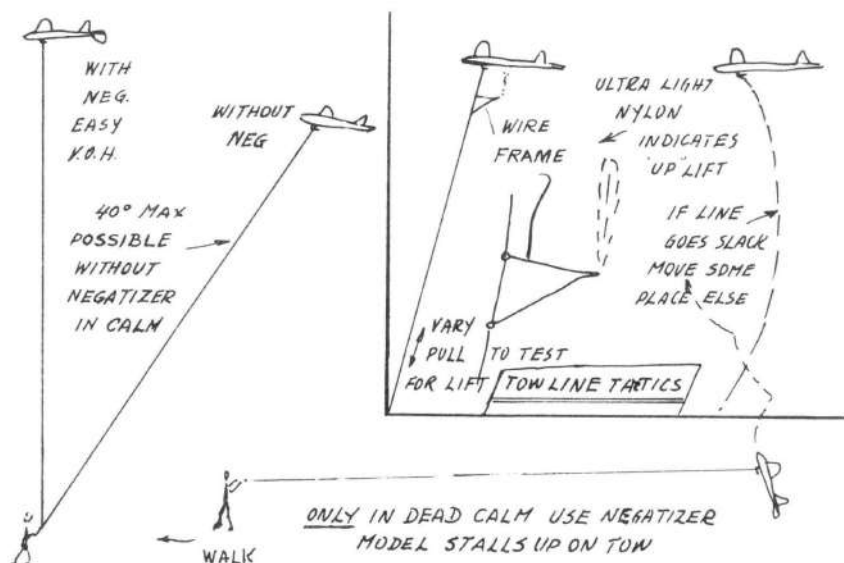 WITH
NEG.
EASY
V.O.H.
WITHOUT
NEG
40° MAX
POSSIBLE
WITHOUT
NEGATIZER
IN CALM
WIRE
FRAME
ULTRA LIGHT
NYLON
INDICATES
"UP" LIFT
IF LINE
GOES SLACK
MOVE SOME
PLACE ELSE
VARY
PULL TO TEST
FOR LIFT
TOW LINE TACTICS
WALK
ONLY IN DEAD CALM USE NEGATIZER
MODEL STALLS UP ON TOW